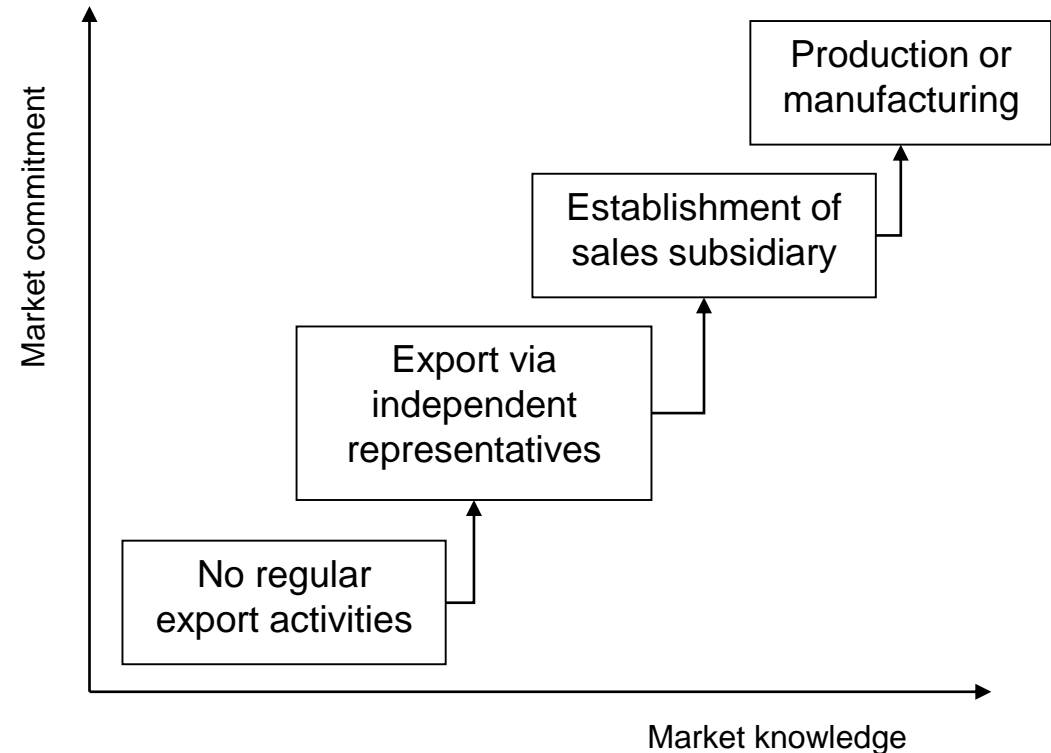 Production or
manufacturing
Establishment of
sales subsidiary
Export via
independent
representatives
No regular
export activities
Market commitment
Market knowledge